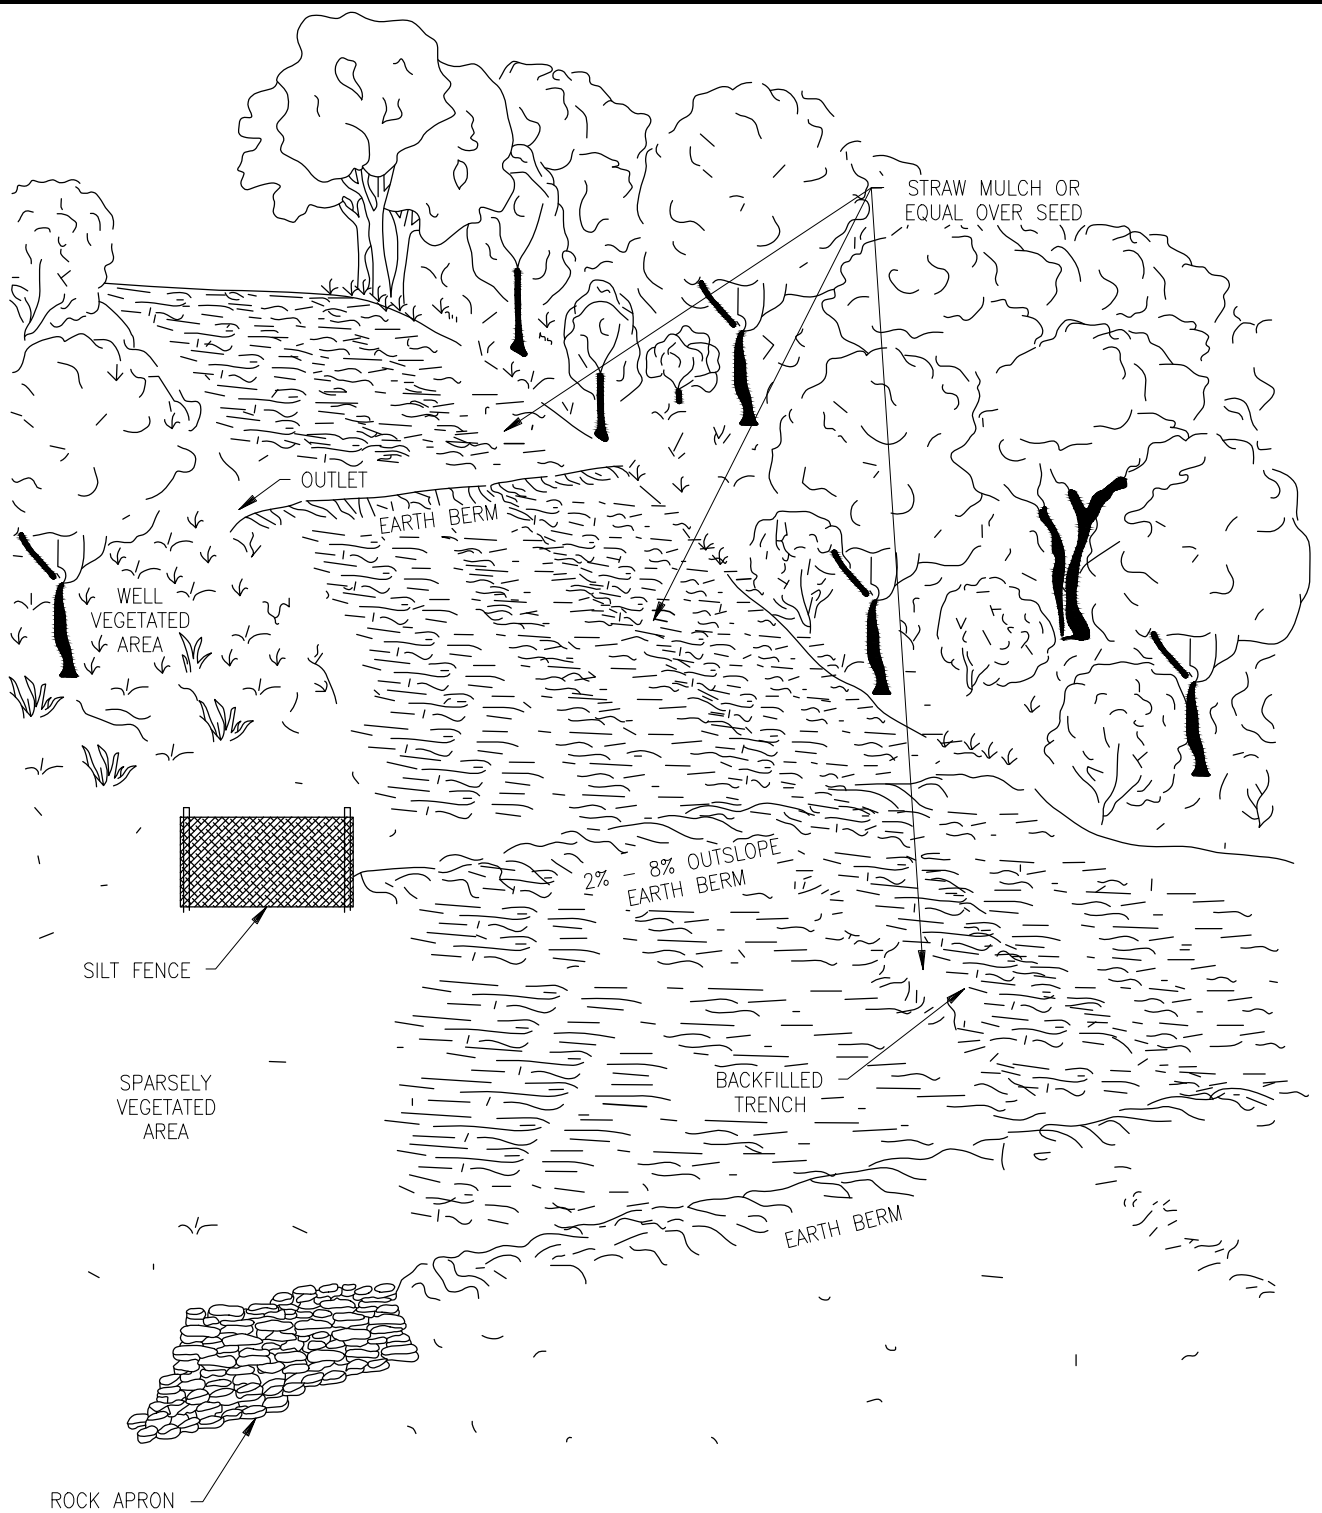 STRAW MULCH OR
EQUAL OVER SEED
OUTLET
EARTH BERM
WELL
VEGETATED
AREA
2% - 8% OUTSLOPE
EARTH BERM
SILT FENCE
SPARSELY
VEGETATED
AREA
BACKFILLED
TRENCH
EARTH BERM
ROCK APRON